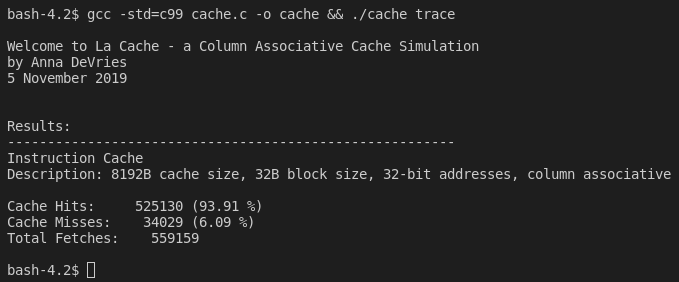 bash-4.2$ gcc -std=c99 cache.c -o cache && ./cache trace
Welcome to La Cache - a Column Associative Cache Simulation
by Anna DeVries
5 November 2019
Results:
--------------------------------------------------------
Instruction Cache
Description: 8192B cache size, 32B block size, 32-bit addresses, column associative
Cache Hits:     525130 (93.91 %)
Cache Misses:    34029 (6.09 %)
Total Fetches:    559159
bash-4.2$